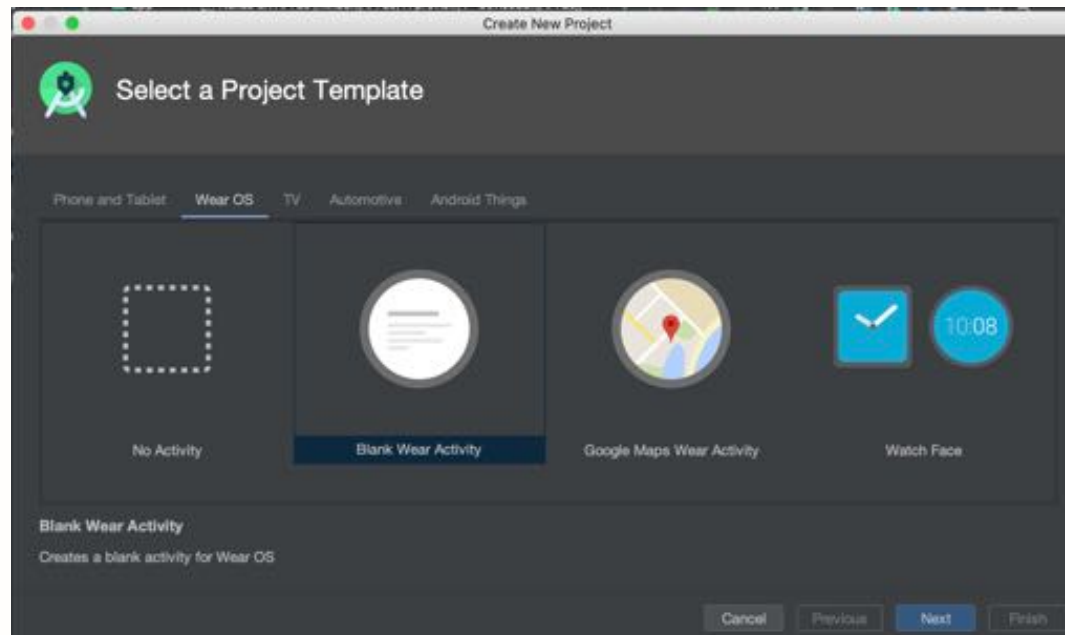 Create New Project
Select a Project Template
Phone and Tablet Wear OS TV Automotive Android Things
10:08
No Activity Blank Wear Activity Google Maps Wear Activity Watch Face
Blank Wear Activity
Creates a blank activity for Wear OS
Cancel Previous Next Finish